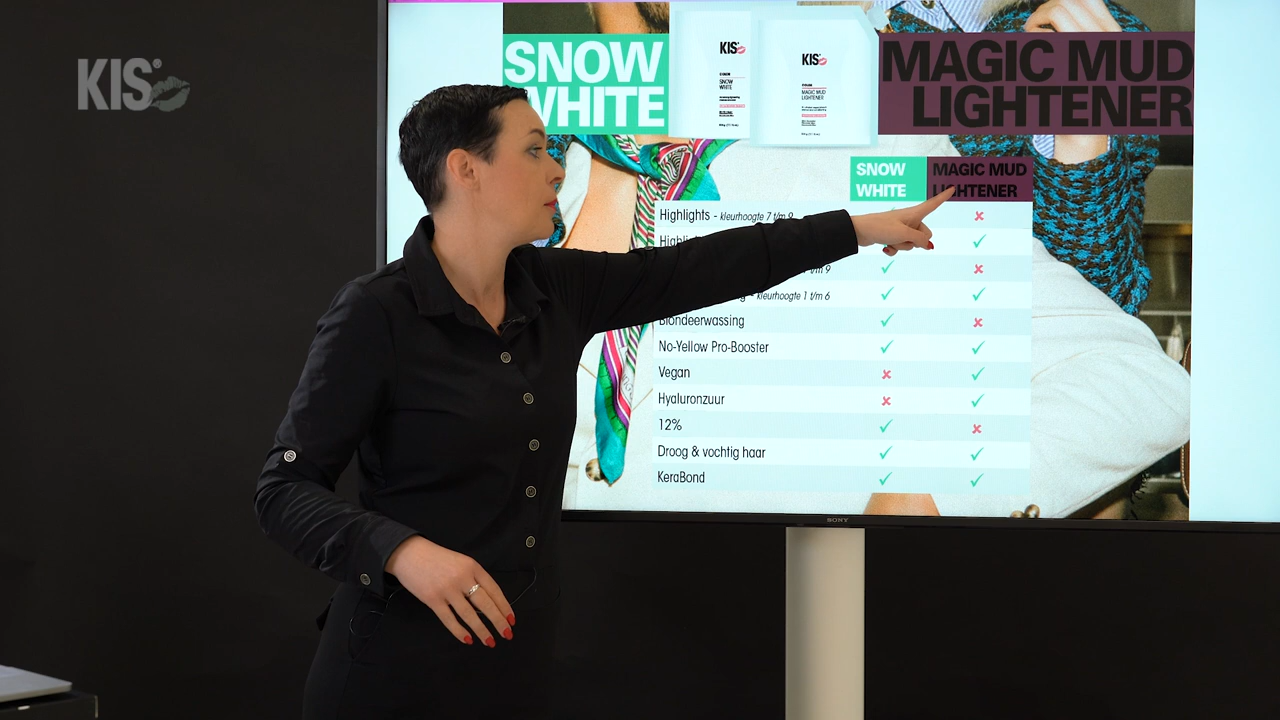 KIS
SNOW
WHITE
KIS
SNOW
WHITE
KIS
MAGIC MUD
LIGHTENER
MAGIC MUD
LIGHTENER
SNOW
WHITE
MAGIC MUD
LIGHTENER
Highlights - kleurhoogte 7 t/m 9
t/m 9
- kleurhoogte 1 t/m 6
Blondeerwassing
No-Yellow Pro-Booster
Vegan
Hyaluronzuur
12%
Droog & vochtig haar
KeraBond
SONY